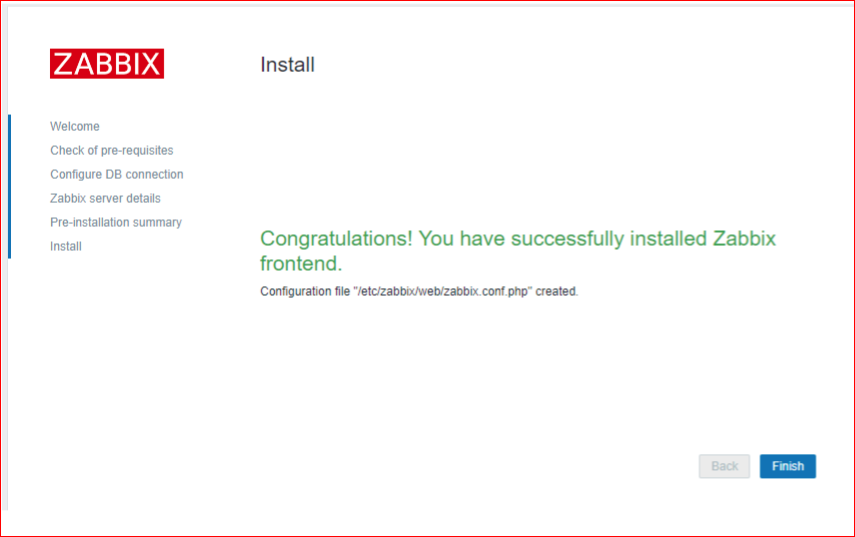 ZABBIX
Install
Welcome
Check of pre-requisites
Configure DB connection
Zabbix server details
Pre-installation summary
Install
Congratulations! You have successfully installed Zabbix
frontend.
Configuration file "/etc/zabbix/web/zabbix.conf.php" created.
Back
Finish